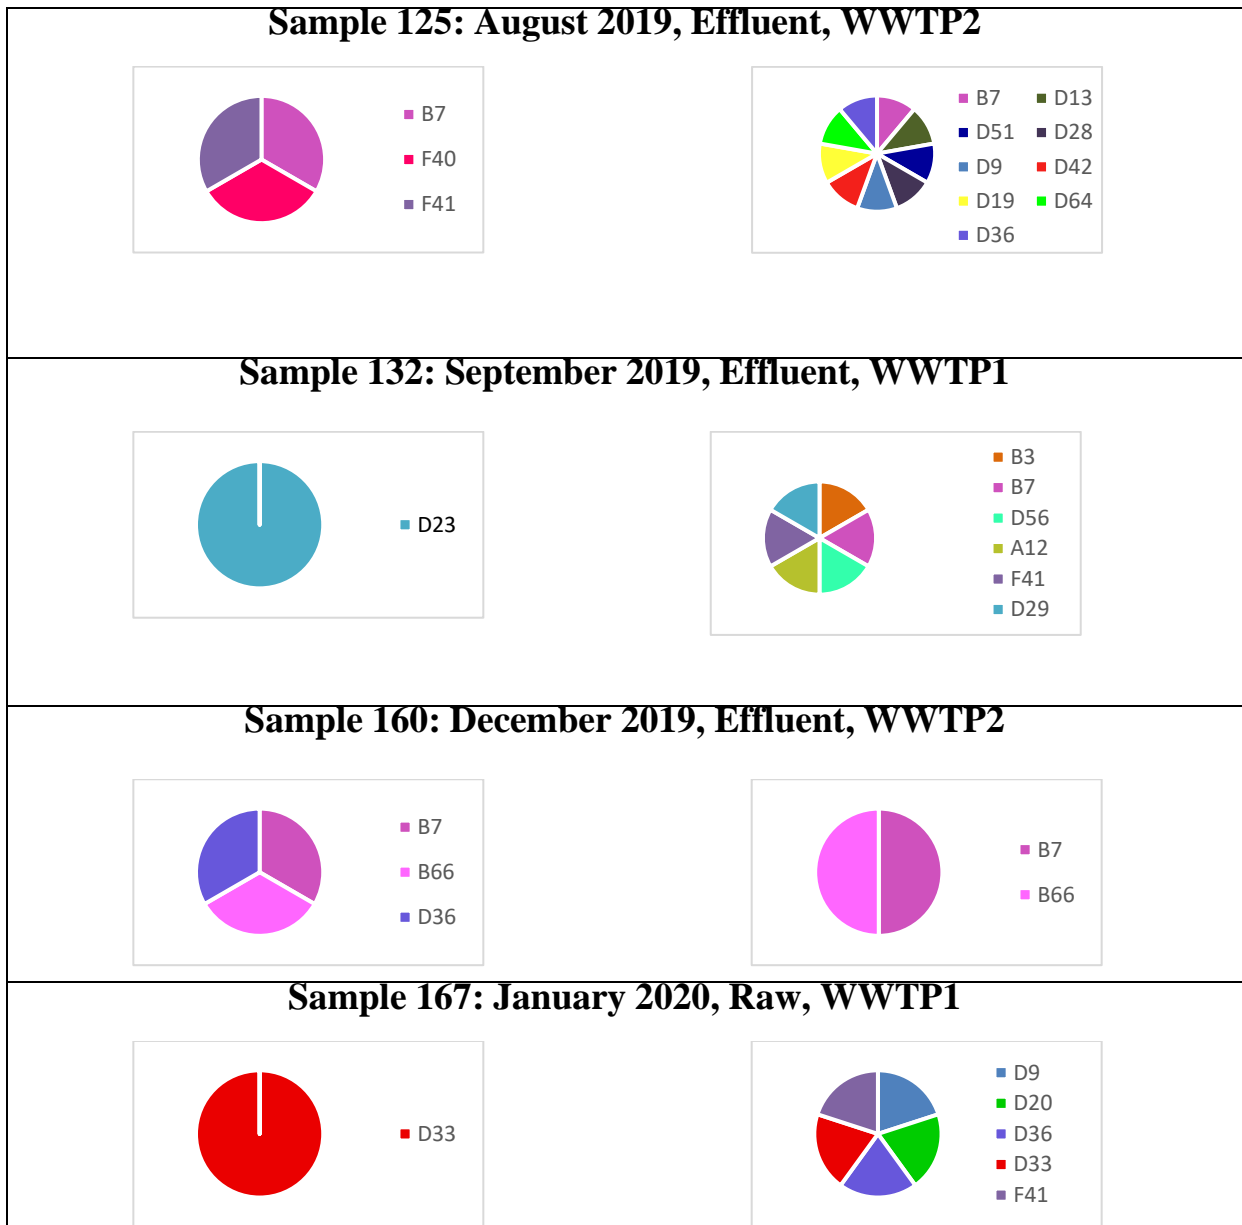 Sample 125: August 2019, Effluent, WWTP2
B7
F40
F41
B7 D13
D51 D28
D9 D42
D19 D64
D36
Sample 132: September 2019, Effluent, WWTP1
D23
B3
B7
D56
A12
F41
D29
Sample 160: December 2019, Effluent, WWTP2
B7
B66
D36
B7
B66
Sample 167: January 2020, Raw, WWTP1
D33
D9
D20
D36
D33
F41